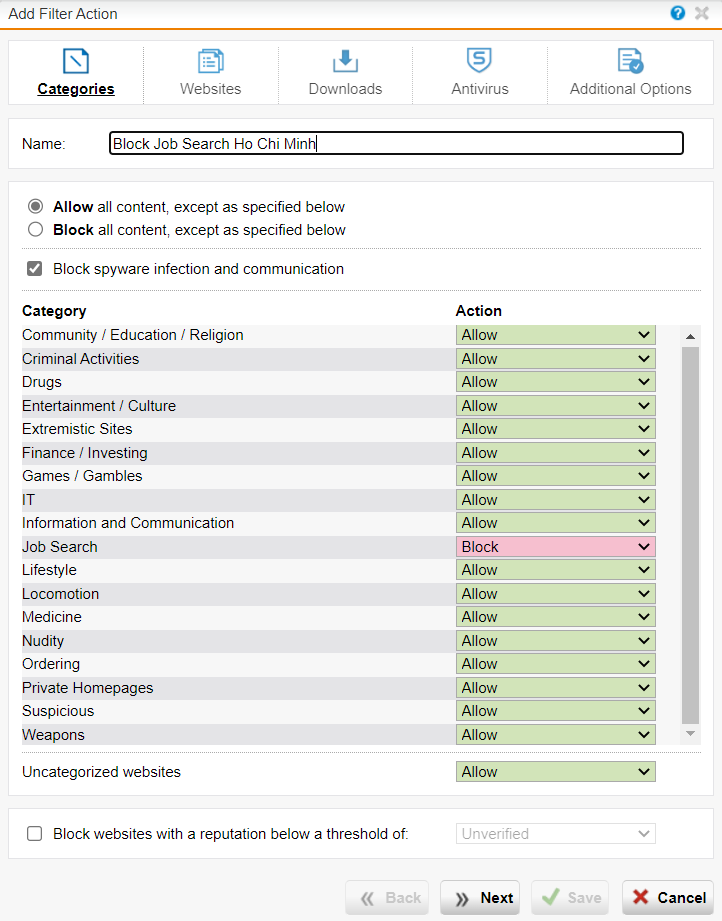 Add Filter Action
Categories Websites Downloads Antivirus Additional Options
Name: Block Job Search Ho Chi Minh
Allow all content, except as specified below
Block all content, except as specified below
Block spyware infection and communication
Category Action
Community / Education / Religion Allow
Criminal Activities Allow
Drugs Allow
Entertainment / Culture Allow
Extremistic Sites Allow
Finance / Investing Allow
Games / Gambles Allow
IT Allow
Information and Communication Allow
Job Search Block
Lifestyle Allow
Locomotion Allow
Medicine Allow
Nudity Allow
Ordering Allow
Private Homepages Allow
Suspicious Allow
Weapons Allow
Uncategorized websites Allow
Block websites with a reputation below a threshold of: Unverified
Back Next Save Cancel